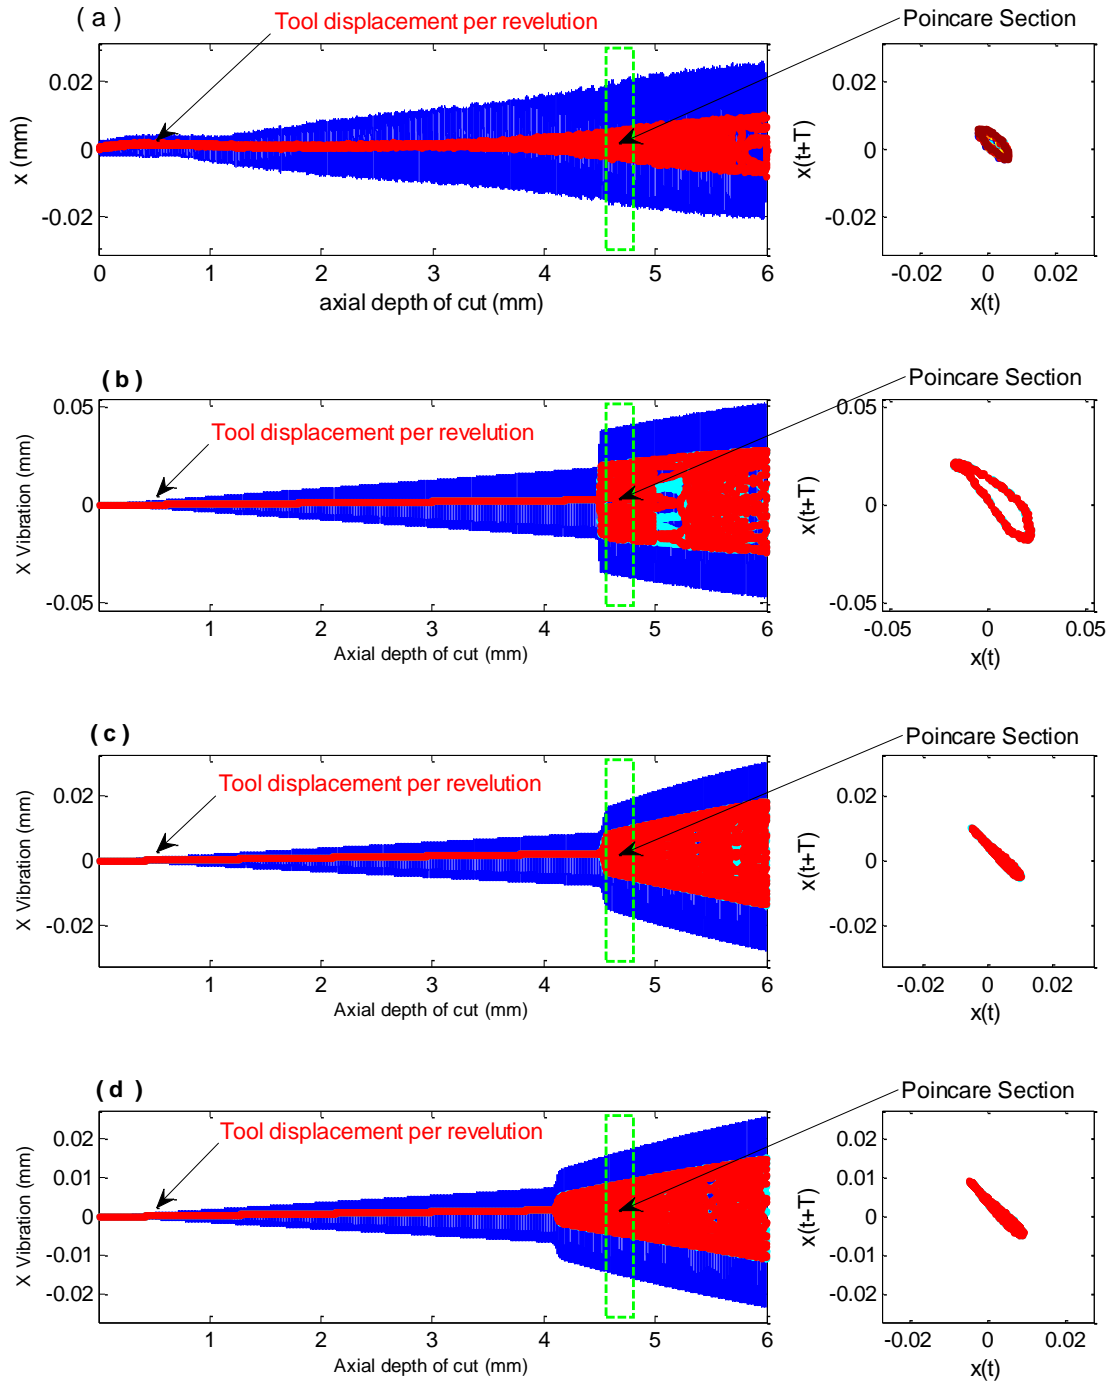 ( a )
Tool displacement per revelution
Poincare Section
x (mm)
0.02
0
-0.02
0 1 2 3 4 5 6
axial depth of cut (mm)
x(t+T)
0.02
0
-0.02
-0.02 0 0.02
x(t)
( b )
Tool displacement per revelution
Poincare Section
X Vibration (mm)
0.05
0
-0.05
1 2 3 4 5 6
Axial depth of cut (mm)
x(t+T)
0.05
0
-0.05
-0.05 0 0.05
x(t)
( c )
Tool displacement per revelution
Poincare Section
X Vibration (mm)
0.02
0
-0.02
1 2 3 4 5 6
Axial depth of cut (mm)
x(t+T)
0.02
0
-0.02
-0.02 0 0.02
x(t)
( d )
Tool displacement per revelution
Poincare Section
X Vibration (mm)
0.02
0.01
0
-0.01
-0.02
1 2 3 4 5 6
Axial depth of cut (mm)
x(t+T)
0.02
0.01
0
-0.01
-0.02
-0.02 0 0.02
x(t)